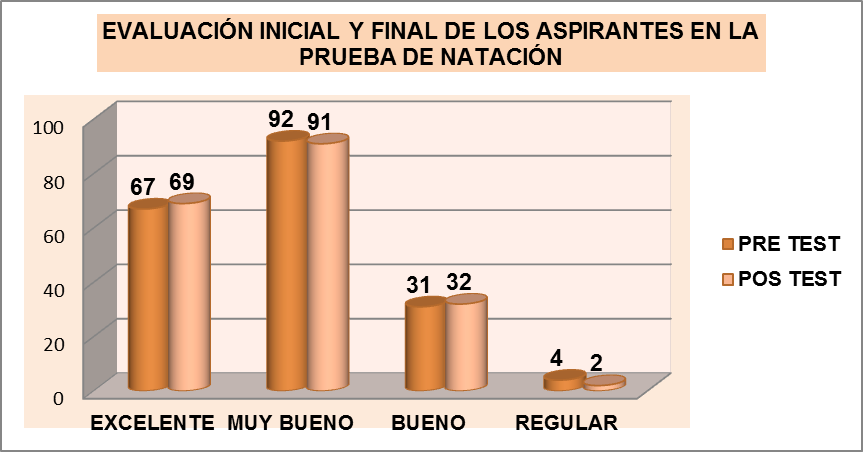 EVALUACIÓN INICIAL Y FINAL DE LOS ASPIRANTES EN LA
PRUEBA DE NATACIÓN
100
80
60
40
20
0
67
69
92
91
31
32
4
2
EXCELENTE MUY BUENO BUENO REGULAR
PRE TEST
POS TEST